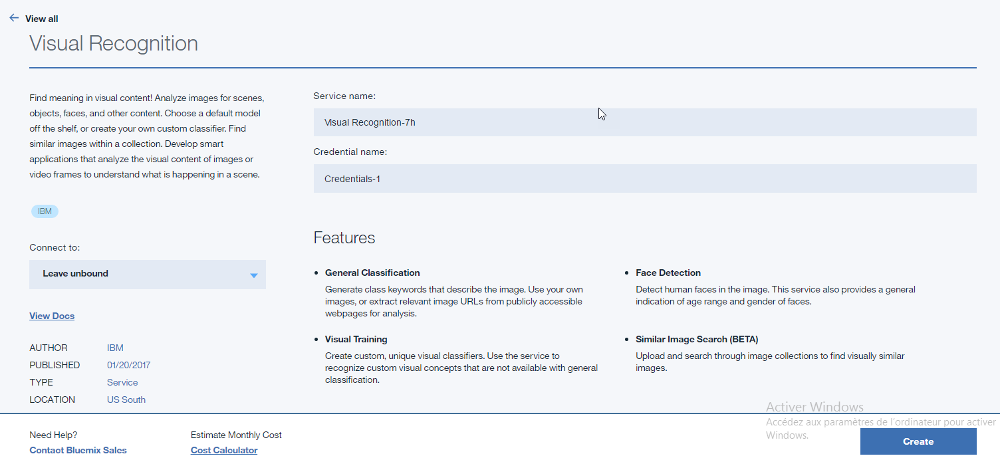 View all
Visual Recognition
Find meaning in visual content! Analyze images for scenes,
objects, faces, and other content. Choose a default model
off the shelf, or create your own custom classifier. Find
similar images within a collection. Develop smart
applications that analyze the visual content of images or
video frames to understand what is happening in a scene.
IBM
Connect to:
Leave unbound
View Docs
AUTHOR IBM
PUBLISHED 01/20/2017
TYPE Service
LOCATION US South
Service name:
Visual Recognition-7h
Credential name:
Credentials-1
Features
General Classification
Generate class keywords that describe the image. Use your own
images, or extract relevant image URLs from publicly accessible
webpages for analysis.
Face Detection
Detect human faces in the image. This service also provides a general
indication of age range and gender of faces.
Visual Training
Create custom, unique visual classifiers. Use the service to
recognize custom visual concepts that are not available with general
classification.
Similar Image Search (BETA)
Upload and search through image collections to find visually similar
images.
Activer Windows
Accédez aux paramètres de l'ordinateur pour activer
Windows.
Need Help?
Contact Bluemix Sales
Estimate Monthly Cost
Cost Calculator
Create